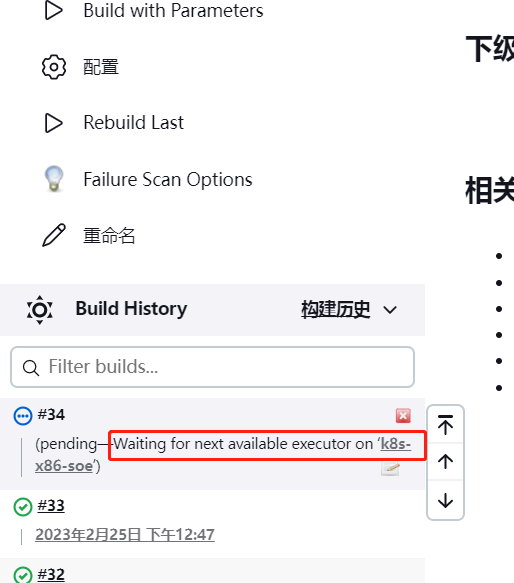 Build with Parameters
配置
Rebuild Last
Failure Scan Options
重命名
Build History 构建历史
Filter builds...
#34
(pending—Waiting for next available executor on ‘k8s-
x86-soe’)
#33
2023年2月25日 下午12:47
#32
下级
相关